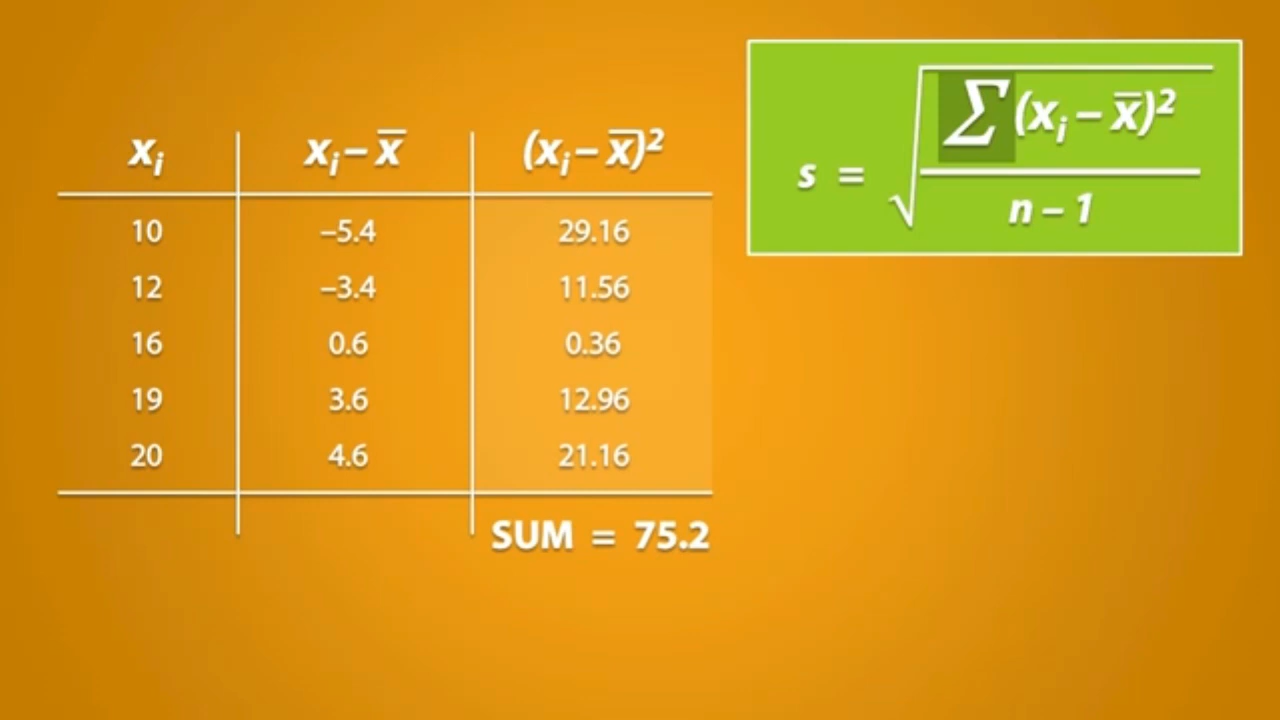 xᵢ xᵢ – x̅ (xᵢ – x̅)²
10 –5.4 29.16
12 –3.4 11.56
16 0.6 0.36
19 3.6 12.96
20 4.6 21.16
SUM = 75.2
s = √
Σ(xᵢ – x̅)²
n – 1